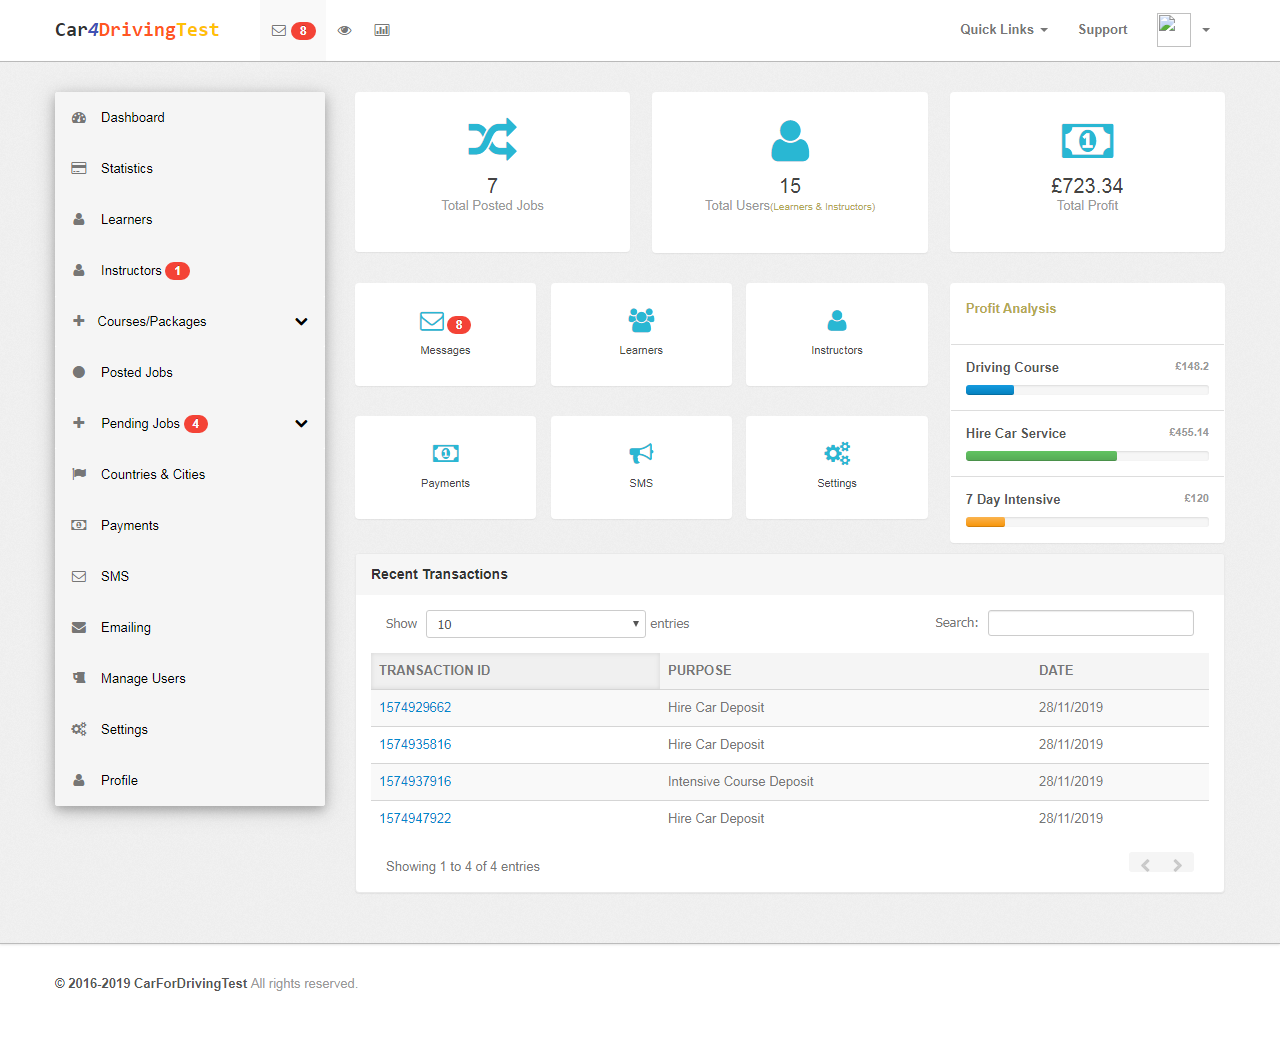 Car4DrivingTest
8
Quick Links
Support
Dashboard
Statistics
Learners
Instructors 1
Courses/Packages
Posted Jobs
Pending Jobs 4
Countries & Cities
Payments
SMS
Emailing
Manage Users
Settings
Profile
7
Total Posted Jobs
15
Total Users(Learners & Instructors)
1
£723.34
Total Profit
8
Messages
Learners
Instructors
1
Payments
SMS
Settings
Profit Analysis
Driving Course £148.2
Hire Car Service £455.14
7 Day Intensive £120
Recent Transactions
Show 10 entries
Search:
TRANSACTION ID PURPOSE DATE
1574929662 Hire Car Deposit 28/11/2019
1574935816 Hire Car Deposit 28/11/2019
1574937916 Intensive Course Deposit 28/11/2019
1574947922 Hire Car Deposit 28/11/2019
Showing 1 to 4 of 4 entries
© 2016-2019 CarForDrivingTest All rights reserved.